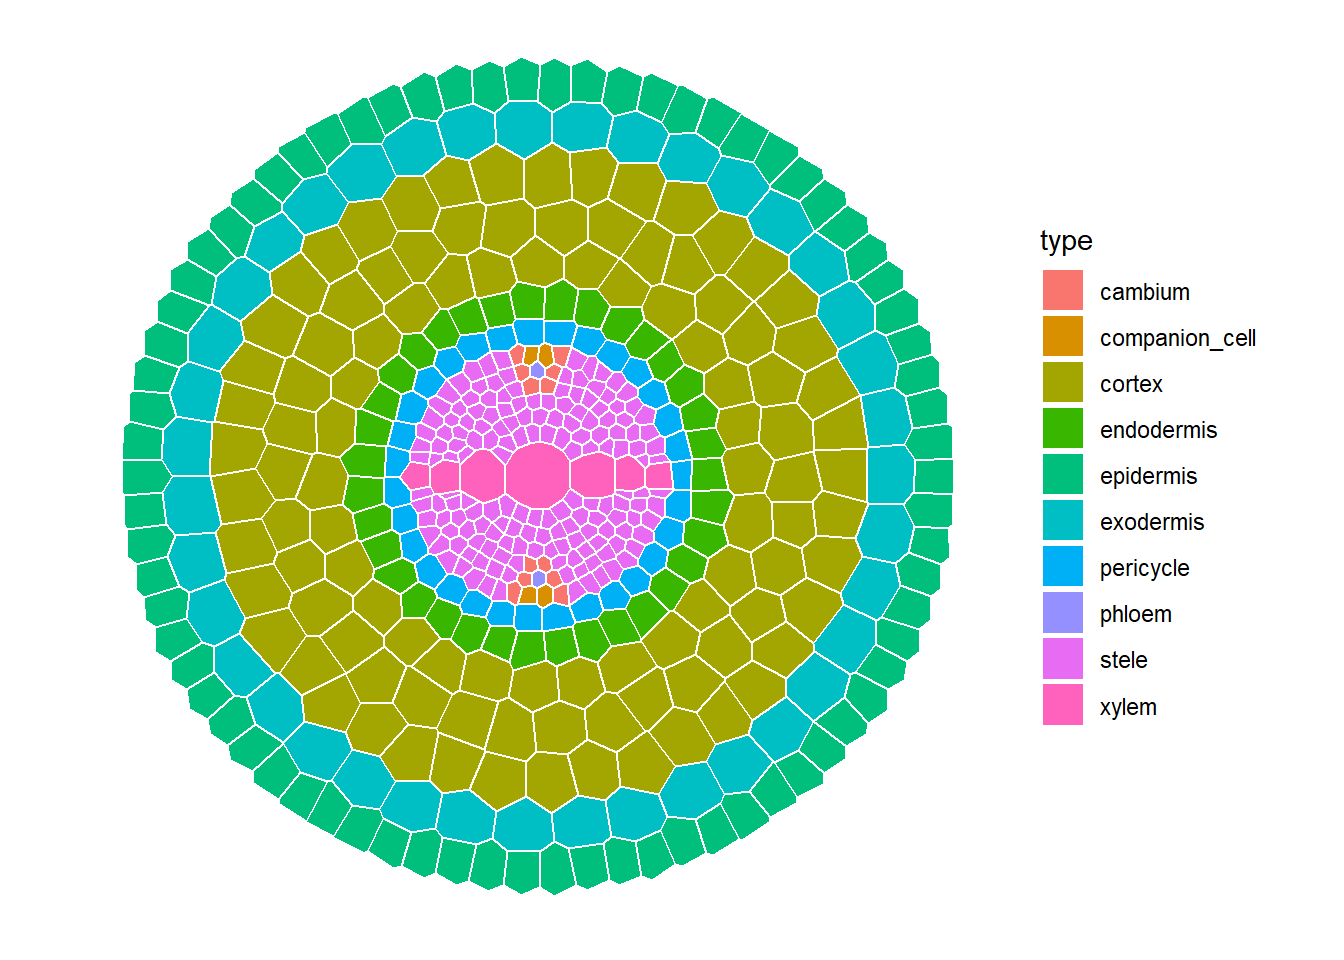 type
cambium
companion_cell
cortex
endodermis
epidermis
exodermis
pericycle
phloem
stele
xylem